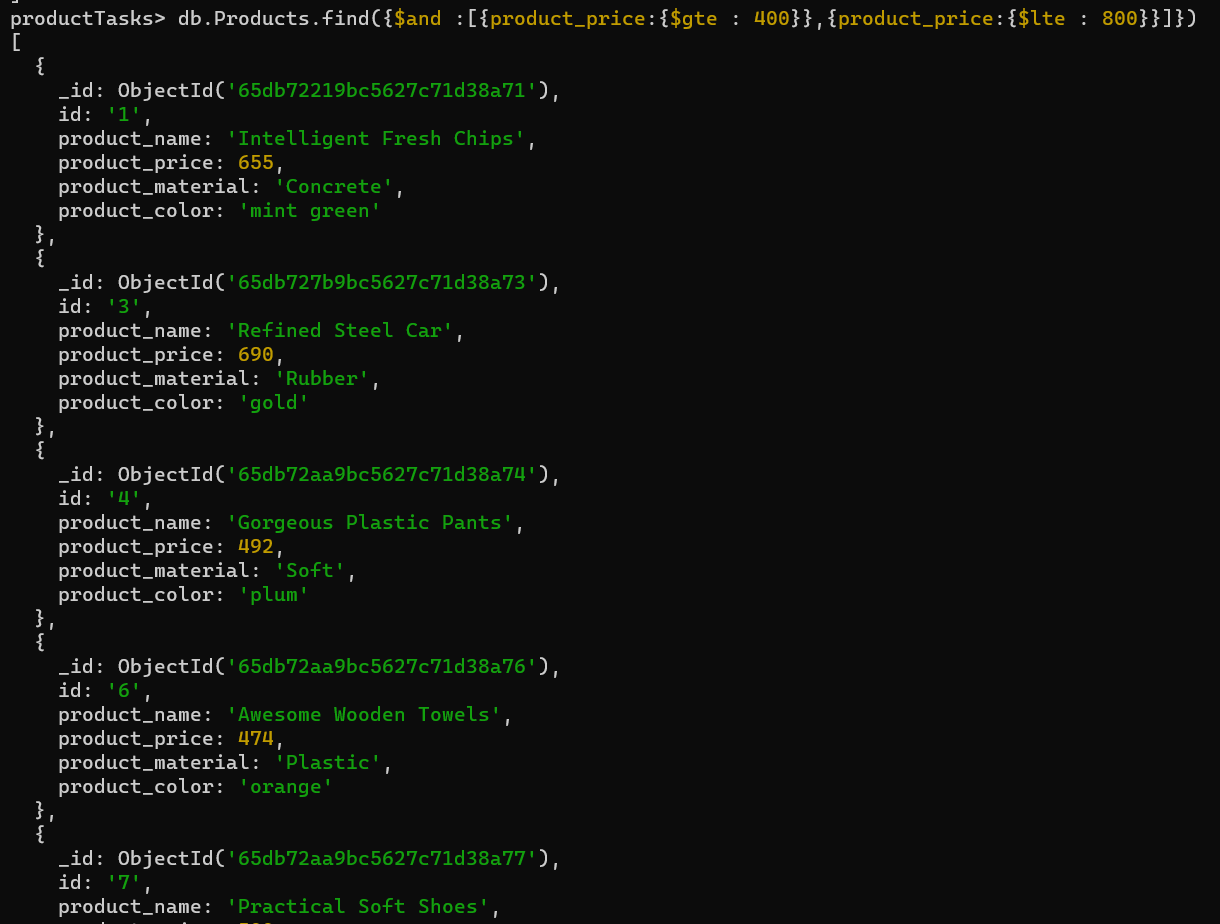 productTasks> db.Products.find({$and :[{product_price:{$gte : 400}},{product_price:{$lte : 800}}]})
[
  {
    _id: ObjectId('65db72219bc5627c71d38a71'),
    id: '1',
    product_name: 'Intelligent Fresh Chips',
    product_price: 655,
    product_material: 'Concrete',
    product_color: 'mint green'
  },
  {
    _id: ObjectId('65db727b9bc5627c71d38a73'),
    id: '3',
    product_name: 'Refined Steel Car',
    product_price: 690,
    product_material: 'Rubber',
    product_color: 'gold'
  },
  {
    _id: ObjectId('65db72aa9bc5627c71d38a74'),
    id: '4',
    product_name: 'Gorgeous Plastic Pants',
    product_price: 492,
    product_material: 'Soft',
    product_color: 'plum'
  },
  {
    _id: ObjectId('65db72aa9bc5627c71d38a76'),
    id: '6',
    product_name: 'Awesome Wooden Towels',
    product_price: 474,
    product_material: 'Plastic',
    product_color: 'orange'
  },
  {
    _id: ObjectId('65db72aa9bc5627c71d38a77'),
    id: '7',
    product_name: 'Practical Soft Shoes',